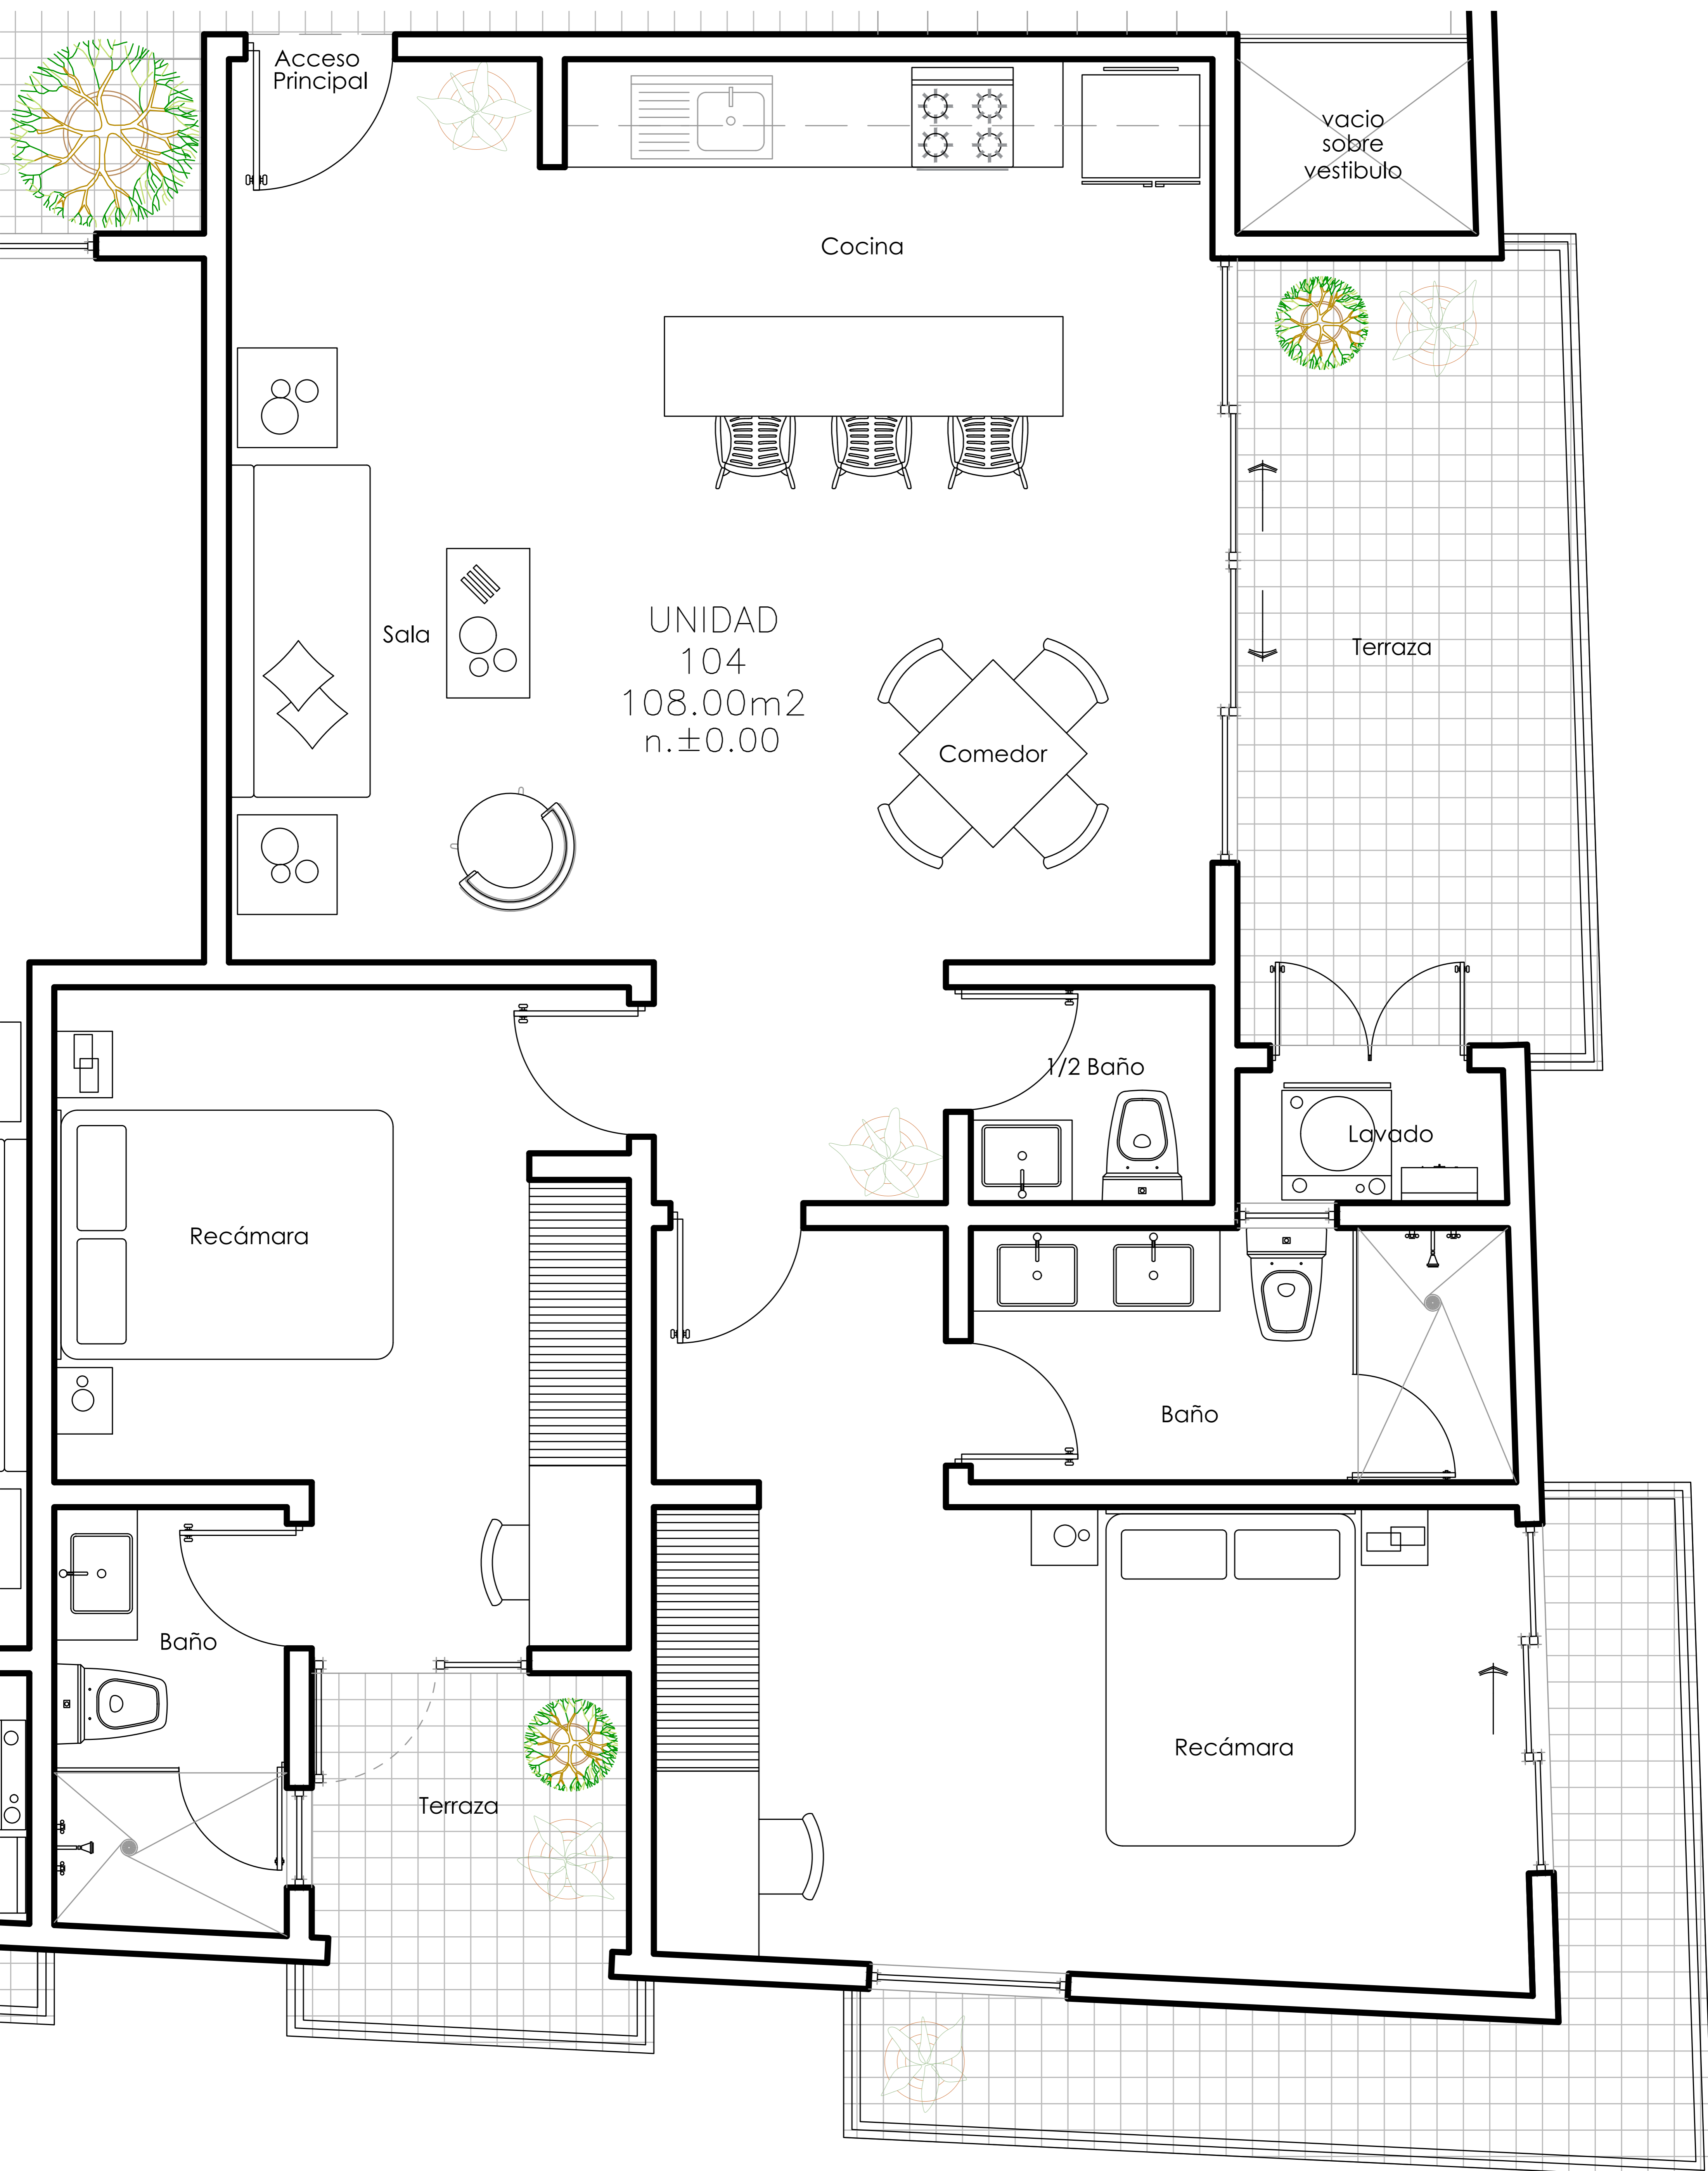 Acceso
Principal
vacio
sobre
vestibulo
Cocina
Sala
UNIDAD
104
108.00m2
n.±0.00
Terraza
Comedor
1/2 Baño
Lavado
Recámara
Baño
Baño
Recámara
Terraza